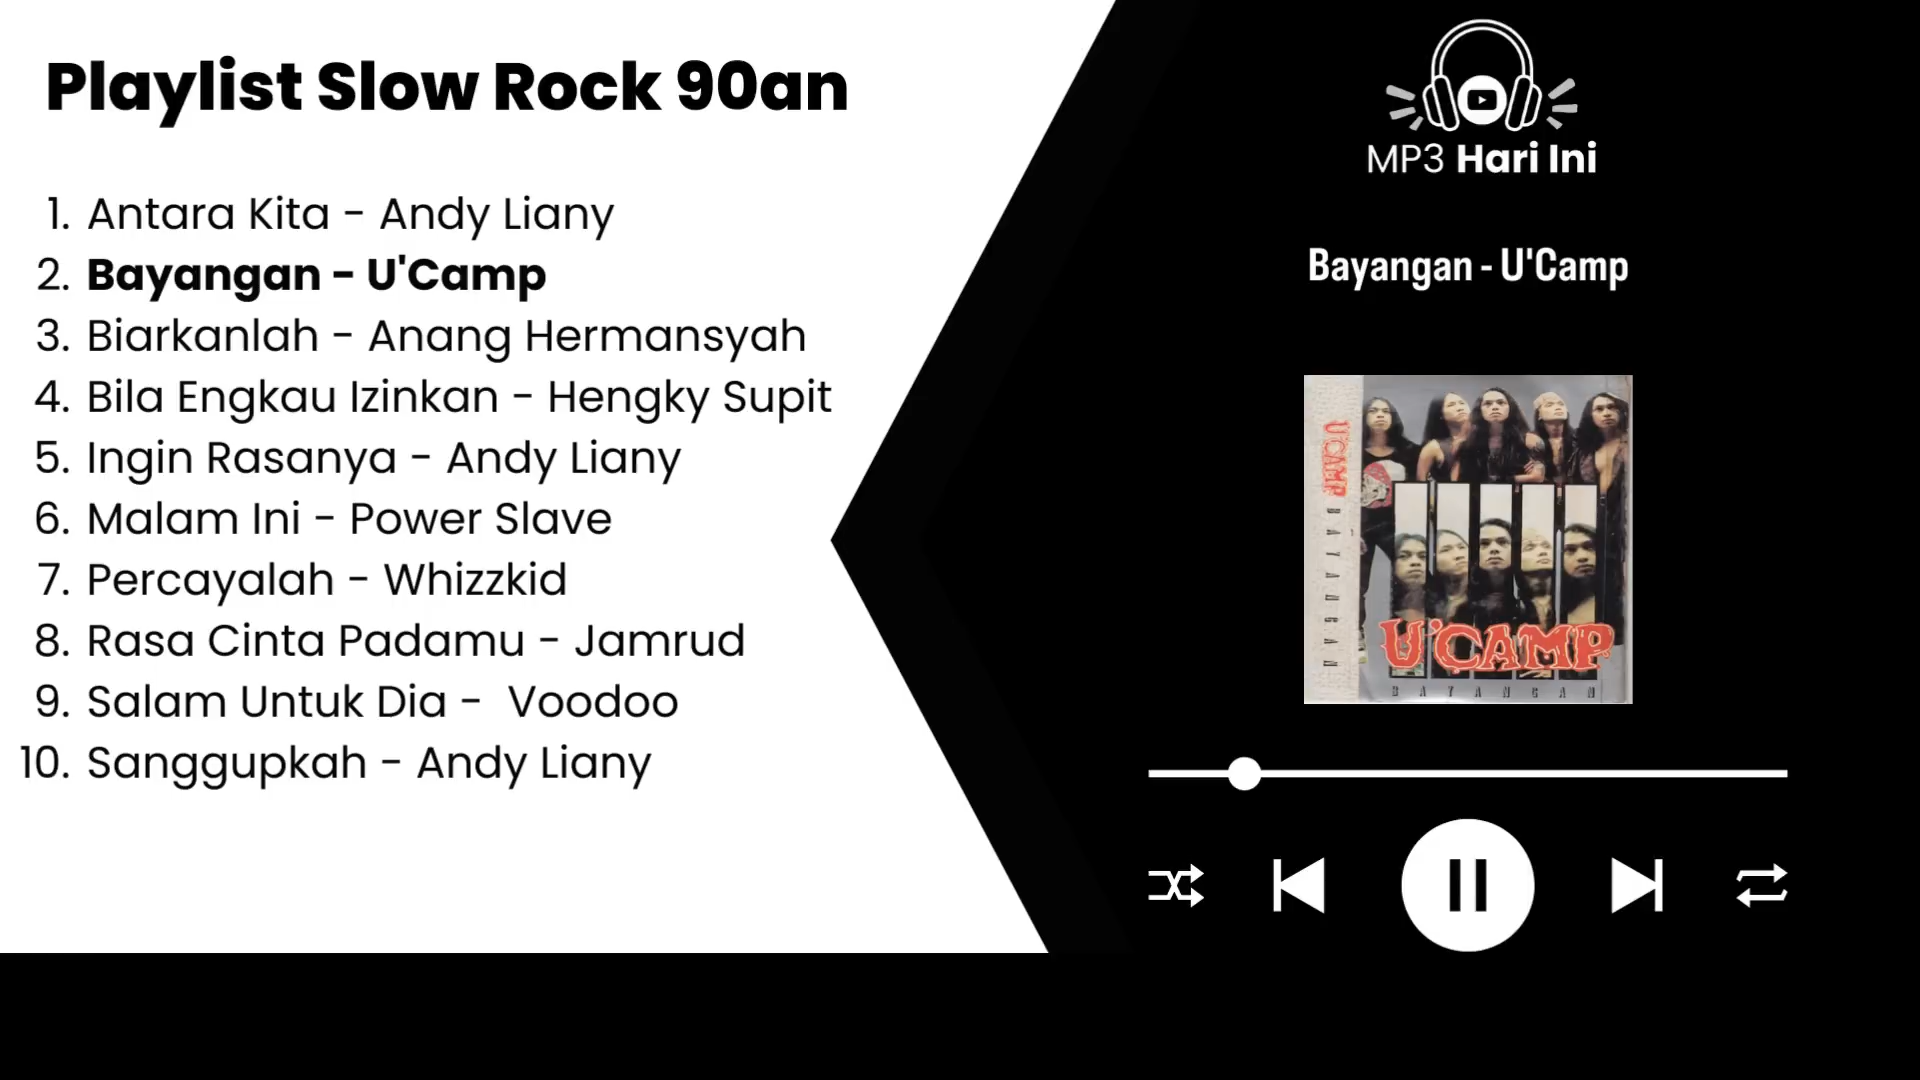 Playlist Slow Rock 90an
1. Antara Kita - Andy Liany
2. Bayangan - U'Camp
3. Biarkanlah - Anang Hermansyah
4. Bila Engkau Izinkan - Hengky Supit
5. Ingin Rasanya - Andy Liany
6. Malam Ini - Power Slave
7. Percayalah - Whizzkid
8. Rasa Cinta Padamu - Jamrud
9. Salam Untuk Dia -  Voodoo
10. Sanggupkah - Andy Liany
MP3 Hari Ini
Bayangan - U'Camp
U'CAMP BAYANGAN
U'CAMP
BAYANGAN